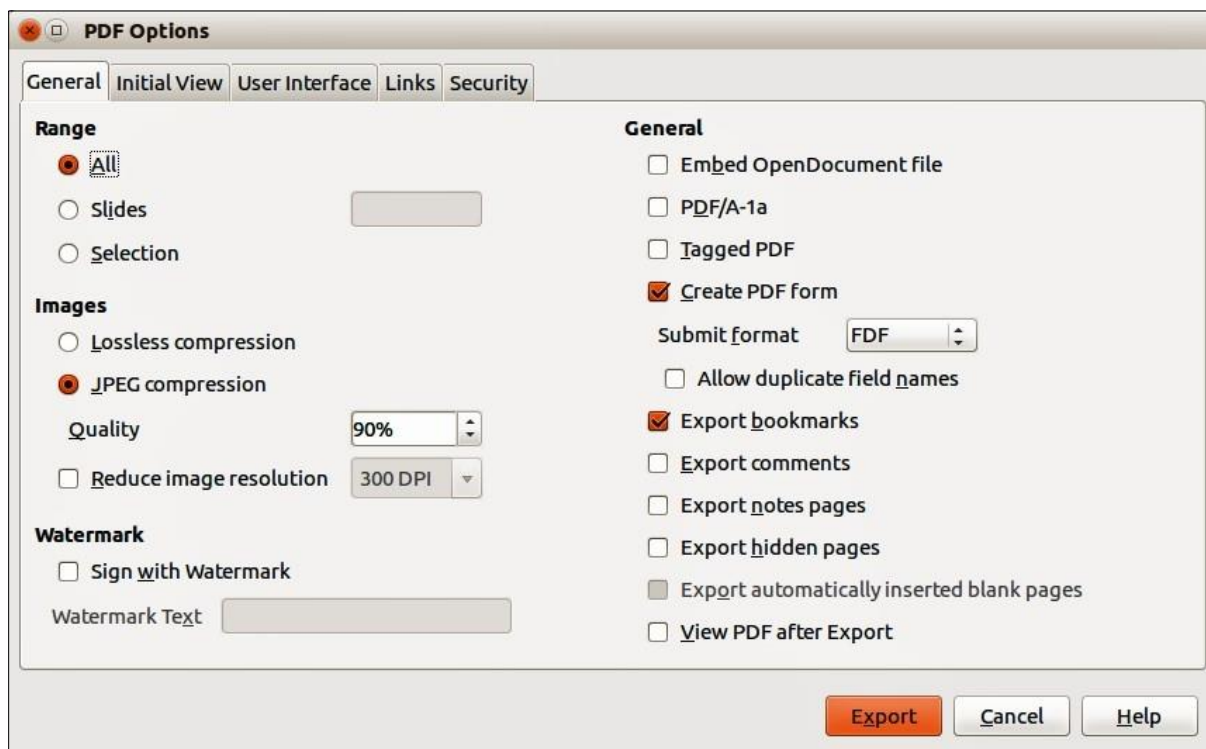 PDF Options
General Initial View User Interface Links Security
Range
All
Slides
Selection
Images
Lossless compression
JPEG compression
Quality 90%
Reduce image resolution 300 DPI
Watermark
Sign with Watermark
Watermark Text
General
Embed OpenDocument file
PDF/A-1a
Tagged PDF
Create PDF form
Submit format FDF
Allow duplicate field names
Export bookmarks
Export comments
Export notes pages
Export hidden pages
Export automatically inserted blank pages
View PDF after Export
Export Cancel Help